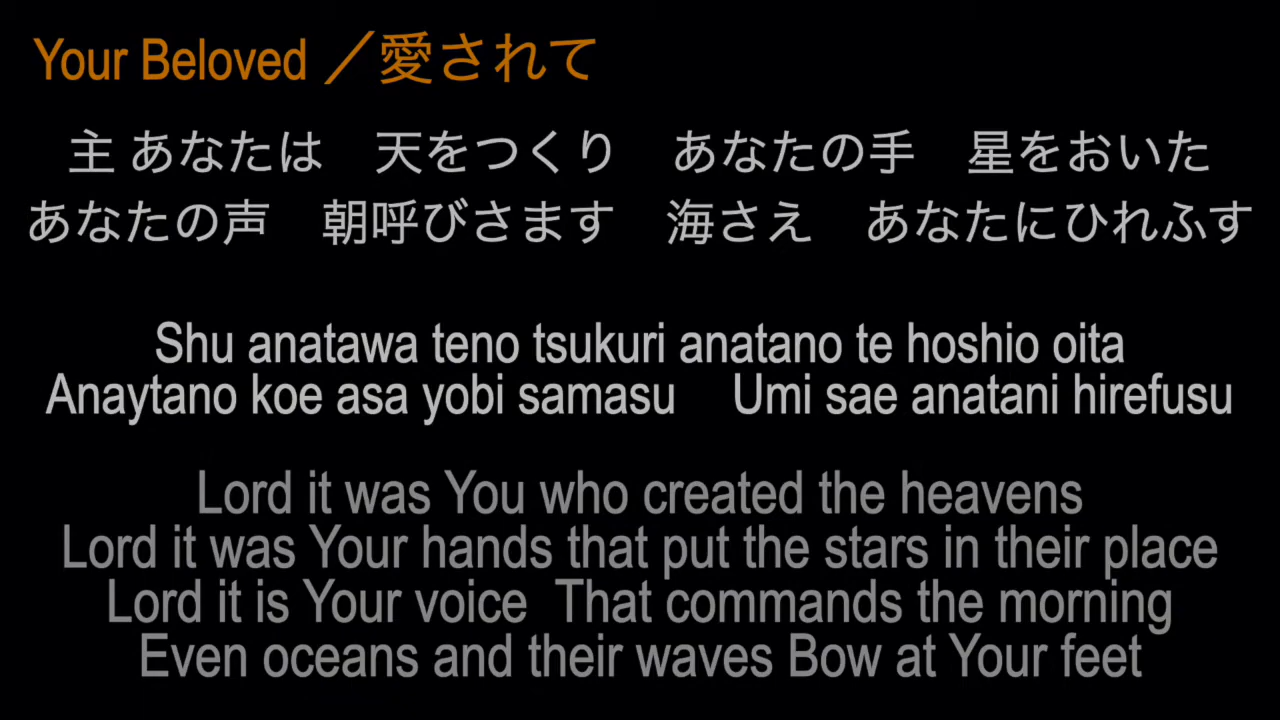 Your Beloved ／愛されて
主 あなたは　天をつくり　あなたの手　星をおいた
あなたの声　朝呼びさます　海さえ　あなたにひれふす
Shu anatawa teno tsukuri anatano te hoshio oita
Anaytano koe asa yobi samasu　Umi sae anatani hirefusu
Lord it was You who created the heavens
Lord it was Your hands that put the stars in their place
Lord it is Your voice  That commands the morning
Even oceans and their waves Bow at Your feet